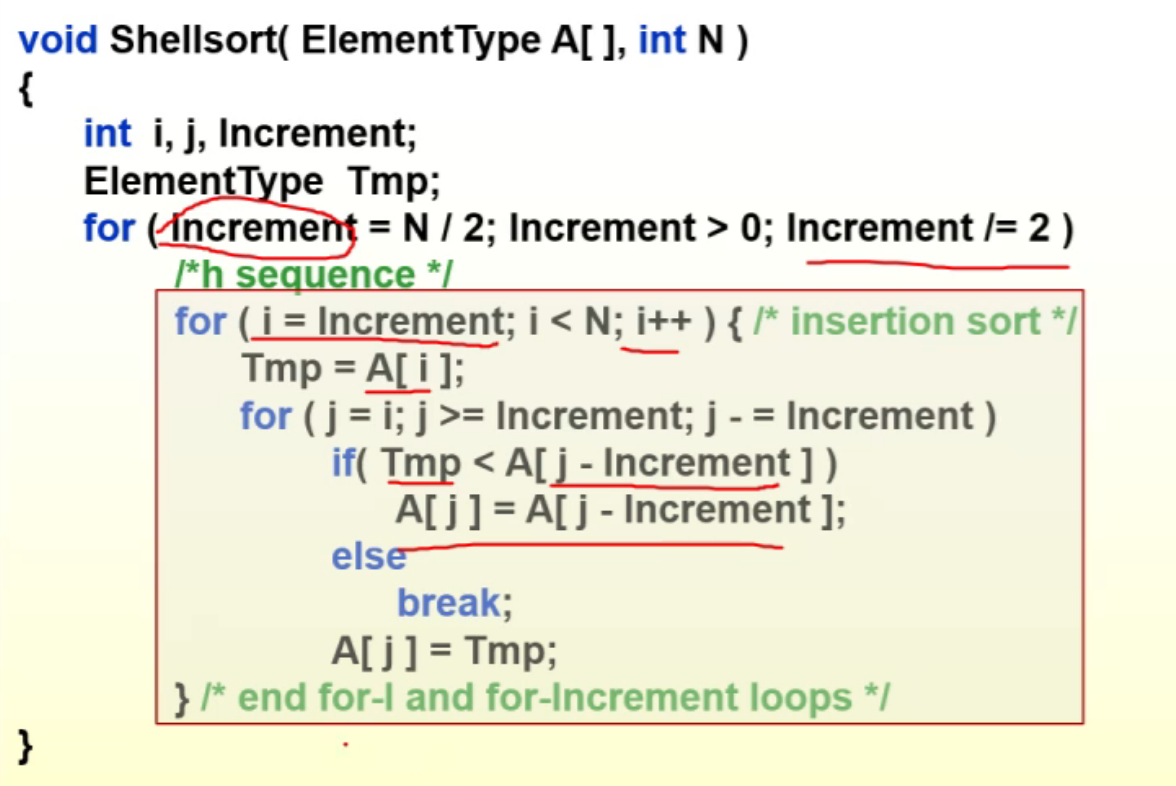 void Shellsort( ElementType A[ ], int N )
{
int i, j, Increment;
ElementType Tmp;
for ( Increment = N / 2; Increment > 0; Increment /= 2 )
/*h sequence */
for ( i = Increment; i < N; i++ ) { /* insertion sort */
Tmp = A[ i ];
for ( j = i; j >= Increment; j - = Increment )
if( Tmp < A[ j - Increment ] )
A[ j ] = A[ j - Increment ];
else
break;
A[ j ] = Tmp;
} /* end for-I and for-Increment loops */
}